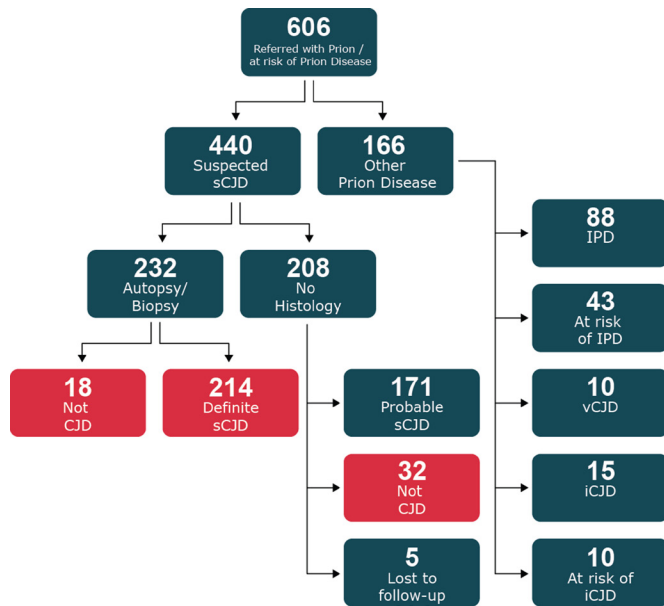 606
Referred with Prion /
at risk of Prion Disease
440
Suspected
sCJD
166
Other
Prion Disease
232
Autopsy/
Biopsy
208
No
Histology
18
Not
CJD
214
Definite
sCJD
171
Probable
sCJD
32
Not
CJD
5
Lost to
follow-up
88
IPD
43
At risk
of IPD
10
vCJD
15
iCJD
10
At risk of
iCJD